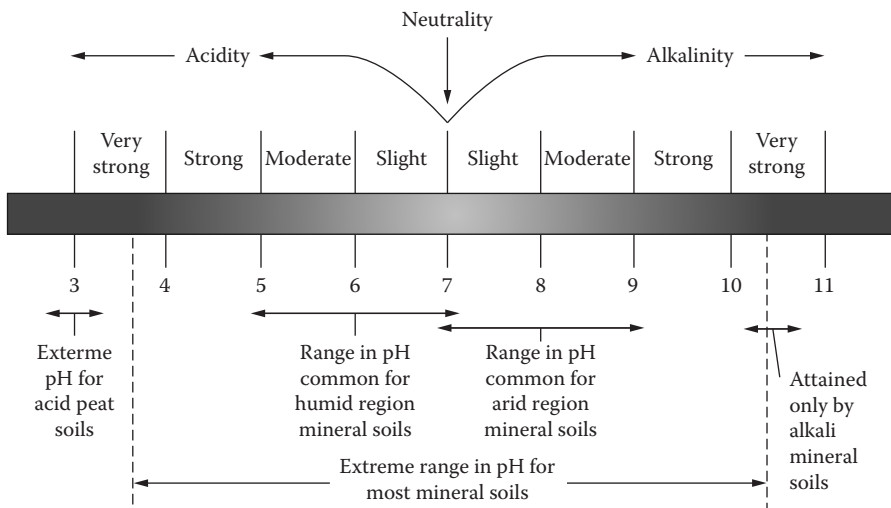 Neutrality
Acidity
Alkalinity
Very
strong
Strong
Moderate
Slight
Slight
Moderate
Strong
Very
strong
3 4 5 6 7 8 9 10 11
Exterme
pH for
acid peat
soils
Range in pH
common for
humid region
mineral soils
Range in pH
common for
arid region
mineral soils
Attained
only by
alkali
mineral
soils
Extreme range in pH for
most mineral soils